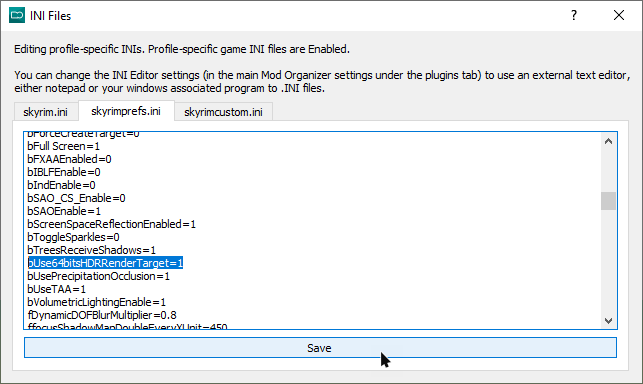 INI Files
Editing profile-specific INIs. Profile-specific game INI files are Enabled.
You can change the INI Editor settings (in the main Mod Organizer settings under the plugins tab) to use an external text editor,
either notepad or your windows associated program to .INI files.
skyrim.ini skyrimprefs.ini skyrimcustom.ini
bForceCreateTarget=0
bFull Screen=1
bFXAAEnabled=0
bIBLFEnable=0
bIndEnable=0
bSAO_CS_Enable=0
bSAOEnable=1
bScreenSpaceReflectionEnabled=1
bToggleSparkles=0
bTreesReceiveShadows=1
bUse64bitsHDRRenderTarget=1
bUsePrecipitationOcclusion=1
bUseTAA=1
bVolumetricLightingEnable=1
fDynamicDOFBlurMultiplier=0.8
ffocusShadowMapDoubleEveryXUnit=450
Save